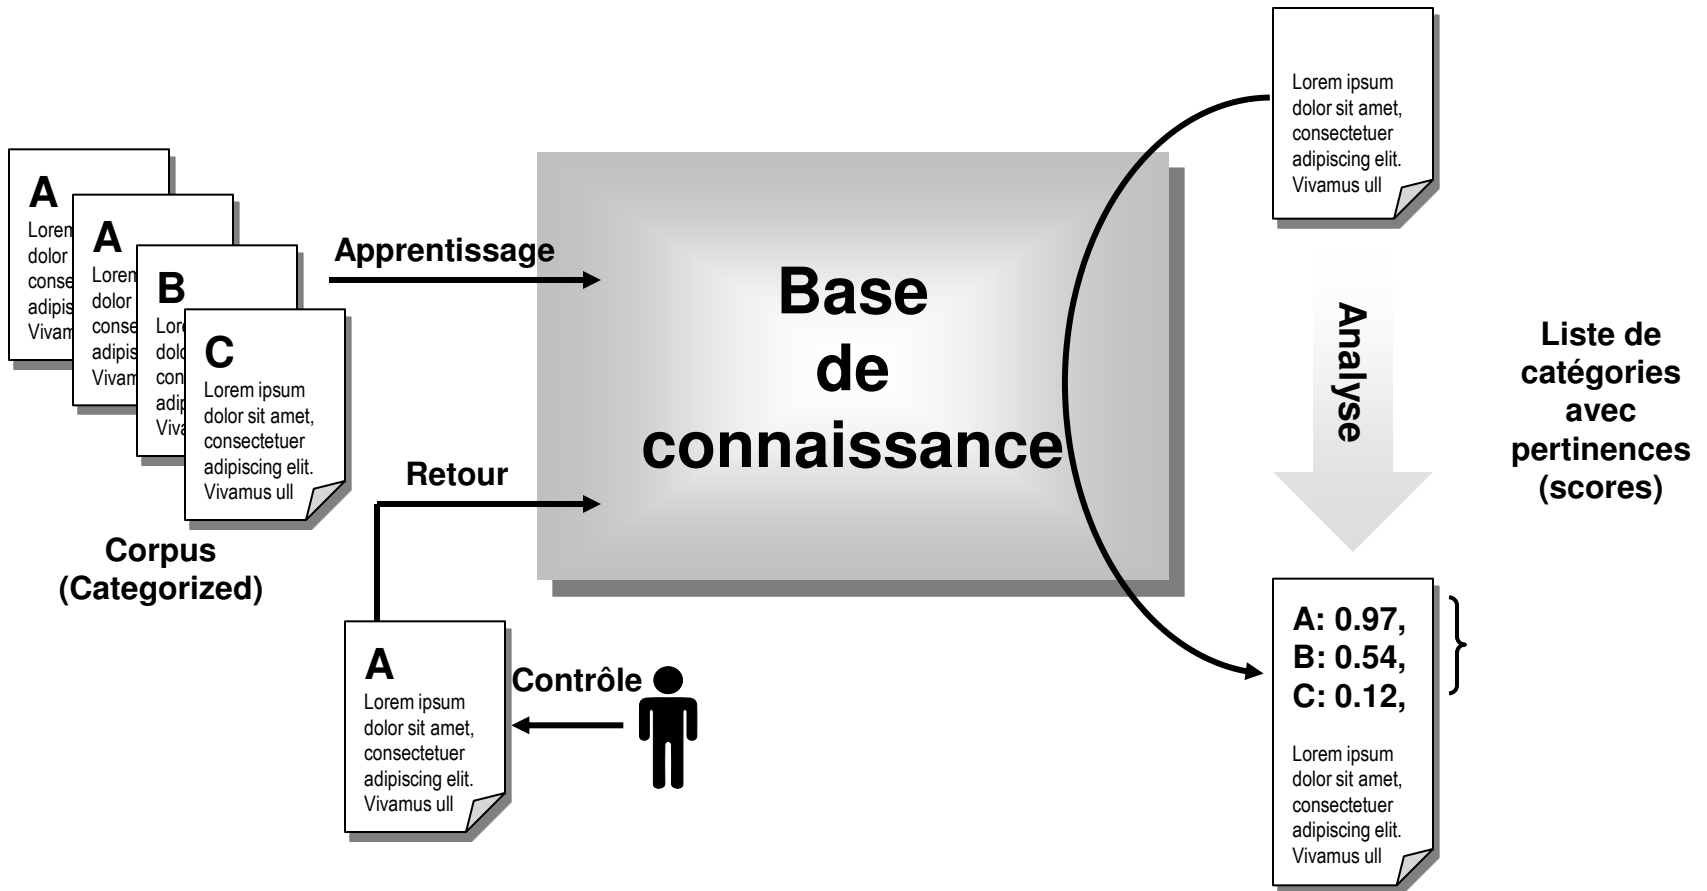 A
Lorem
dolor
conse
adipis
Vivam
A
Lorem
dolor
conse
adipis
Vivam
B
Lore
dolo
con
adip
Viva
C
Lorem ipsum
dolor sit amet,
consectetuer
adipiscing elit.
Vivamus ull
Corpus
(Categorized)
Apprentissage
Retour
A
Lorem ipsum
dolor sit amet,
consectetuer
adipiscing elit.
Vivamus ull
Contrôle
Base
de
connaissance
Lorem ipsum
dolor sit amet,
consectetuer
adipiscing elit.
Vivamus ull
Analyse
Liste de
catégories
avec
pertinences
(scores)
A: 0.97,
B: 0.54,
C: 0.12,
Lorem ipsum
dolor sit amet,
consectetuer
adipiscing elit.
Vivamus ull